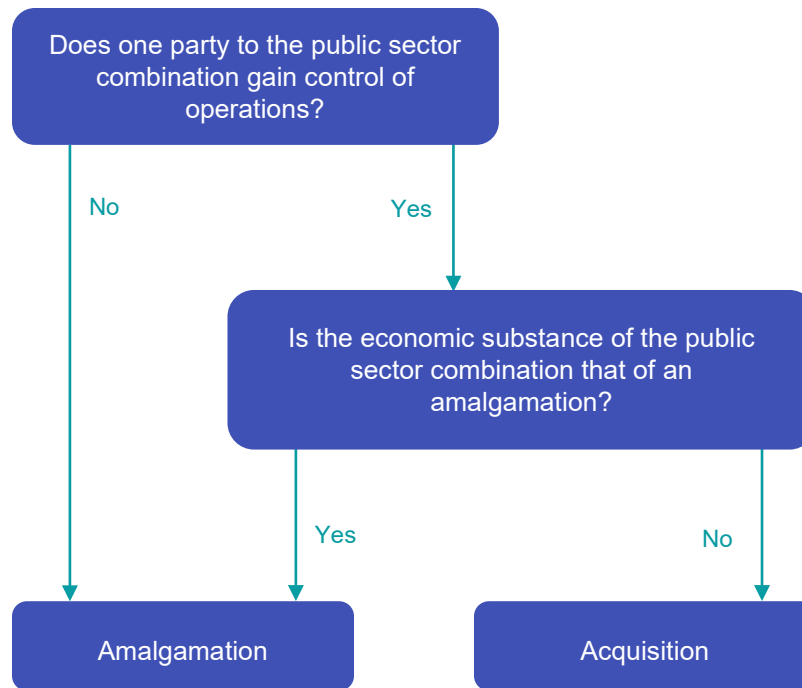 Does one party to the public sector
combination gain control of
operations?
No
Yes
Is the economic substance of the public
sector combination that of an
amalgamation?
Yes
No
Amalgamation
Acquisition